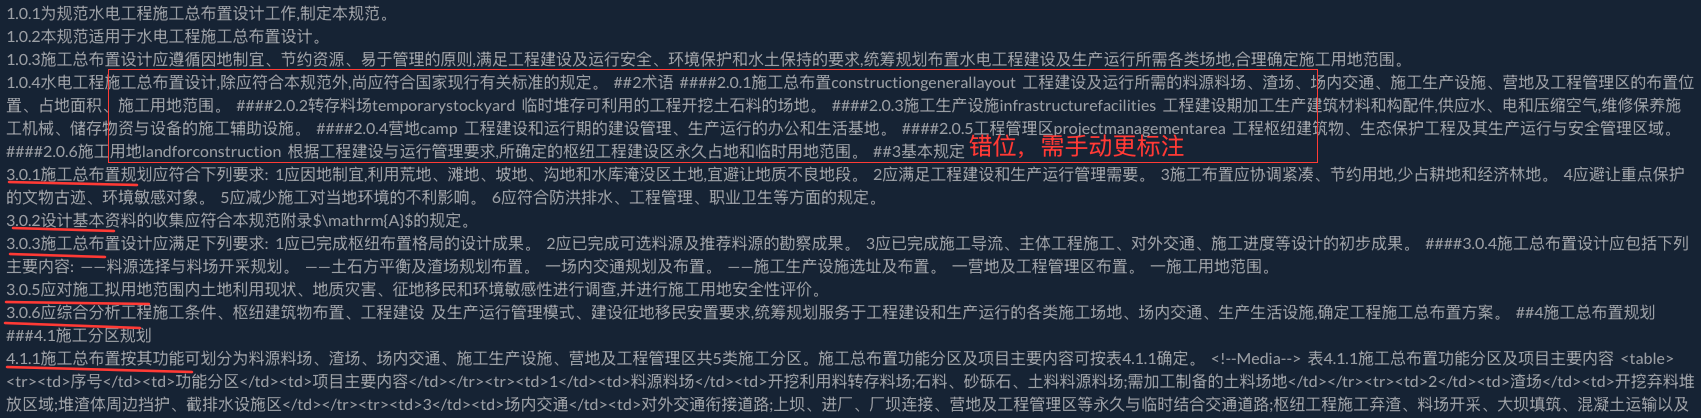 1.0.1为规范水电工程施工总布置设计工作,制定本规范。
1.0.2本规范适用于水电工程施工总布置设计。
1.0.3施工总布置设计应遵循因地制宜、节约资源、易于管理的原则,满足工程建设及运行安全、环境保护和水土保持的要求,统筹规划布置水电工程建设及生产运行所需各类场地,合理确定施工用地范围。
1.0.4水电工程施工总布置设计,除应符合本规范外,尚应符合国家现行有关标准的规定。 ##2术语 ####2.0.1施工总布置constructiongenerallayout 工程建设及运行所需的料源料场、渣场、场内交通、施工生产设施、营地及工程管理区的布置位
置、占地面积、施工用地范围。 ####2.0.2转存料场temporarystockyard 临时堆存可利用的工程开挖土石料的场地。 ####2.0.3施工生产设施infrastructurefacilities 工程建设期加工生产建筑材料和构配件,供应水、电和压缩空气,维修保养施
工机械、储存物资与设备的施工辅助设施。 ####2.0.4营地camp 工程建设和运行期的建设管理、生产运行的办公和生活基地。 ####2.0.5工程管理区projectmanagementarea 工程枢纽建筑物、生态保护工程及其生产运行与安全管理区域。
####2.0.6施工用地landforconstruction 根据工程建设与运行管理要求,所确定的枢纽工程建设区永久占地和临时用地范围。 ##3基本规定 错位，需手动更标注
3.0.1施工总布置规划应符合下列要求: 1应因地制宜,利用荒地、滩地、坡地、沟地和水库淹没区土地,宜避让地质不良地段。 2应满足工程建设和生产运行管理需要。 3施工布置应协调紧凑、节约用地,少占耕地和经济林地。 4应避让重点保护
的文物古迹、环境敏感对象。 5应减少施工对当地环境的不利影响。 6应符合防洪排水、工程管理、职业卫生等方面的规定。
3.0.2设计基本资料的收集应符合本规范附录$\mathrm{A}$的规定。
3.0.3施工总布置设计应满足下列要求: 1应已完成枢纽布置格局的设计成果。 2应已完成可选料源及推荐料源的勘察成果。 3应已完成施工导流、主体工程施工、对外交通、施工进度等设计的初步成果。 ####3.0.4施工总布置设计应包括下列
主要内容: ——料源选择与料场开采规划。 ——土石方平衡及渣场规划布置。 一场内交通规划及布置。 ——施工生产设施选址及布置。 一营地及工程管理区布置。 一施工用地范围。
3.0.5应对施工拟用地范围内土地利用现状、地质灾害、征地移民和环境敏感性进行调查,并进行施工用地安全性评价。
3.0.6应综合分析工程施工条件、枢纽建筑物布置、工程建设 及生产运行管理模式、建设征地移民安置要求,统筹规划服务于工程建设和生产运行的各类施工场地、场内交通、生产生活设施,确定工程施工总布置方案。 ##4施工总布置规划
###4.1施工分区规划
4.1.1施工总布置按其功能可划分为料源料场、渣场、场内交通、施工生产设施、营地及工程管理区共5类施工分区。施工总布置功能分区及项目主要内容可按表4.1.1确定。 <!--Media--> 表4.1.1施工总布置功能分区及项目主要内容 <table>
<tr><td>序号</td><td>功能分区</td><td>项目主要内容</td></tr><tr><td>1</td><td>料源料场</td><td>开挖利用料转存料场;石料、砂砾石、土料料源料场;需加工制备的土料场地</td></tr><tr><td>2</td><td>渣场</td><td>开挖弃料堆
放区域;堆渣体周边挡护、截排水设施区</td></tr><tr><td>3</td><td>场内交通</td><td>对外交通衔接道路;上坝、进厂、厂坝连接、营地及工程管理区等永久与临时结合交通道路;枢纽工程施工弃渣、料场开采、大坝填筑、混凝土运输以及